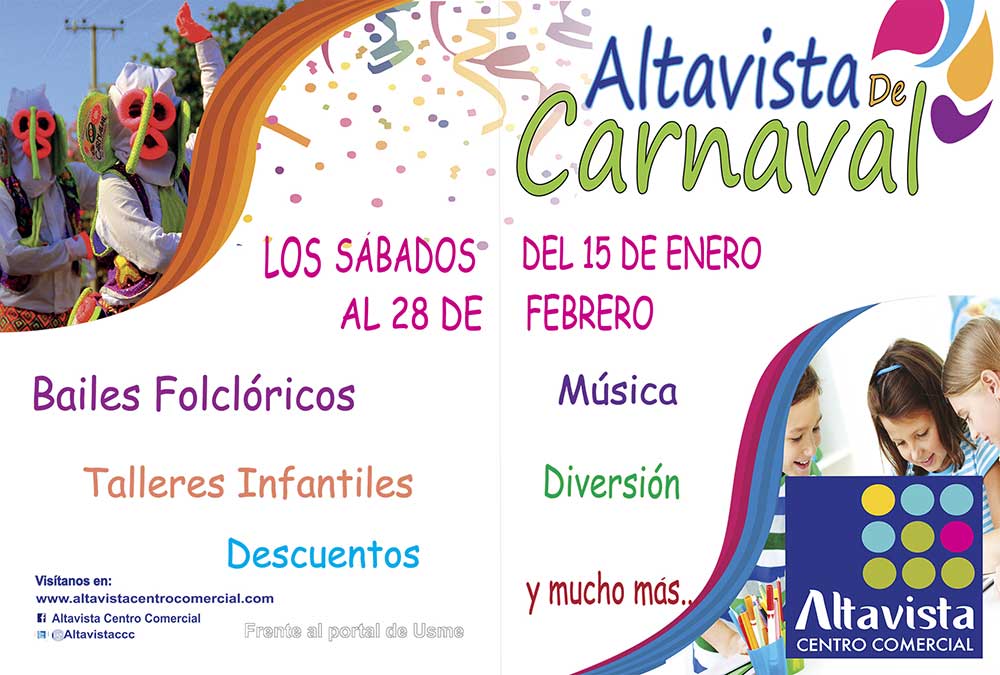 Altavista De
Carnaval
LOS SÁBADOS DEL 15 DE ENERO
AL 28 DE FEBRERO
Bailes Folclóricos
Música
Talleres Infantiles
Diversión
Descuentos
y mucho más..
Visítanos en:
www.altavistacentrocomercial.com
Altavista Centro Comercial
@Altavistaccc
Frente al portal de Usme
Altavista
CENTRO COMERCIAL